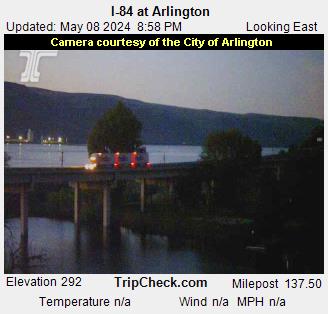 I-84 at Arlington
Updated: May 08 2024 8:58 PM Looking East
Camera courtesy of the City of Arlington
Elevation 292 TripCheck.com Milepost 137.50
Temperature n/a Wind n/a MPH n/a